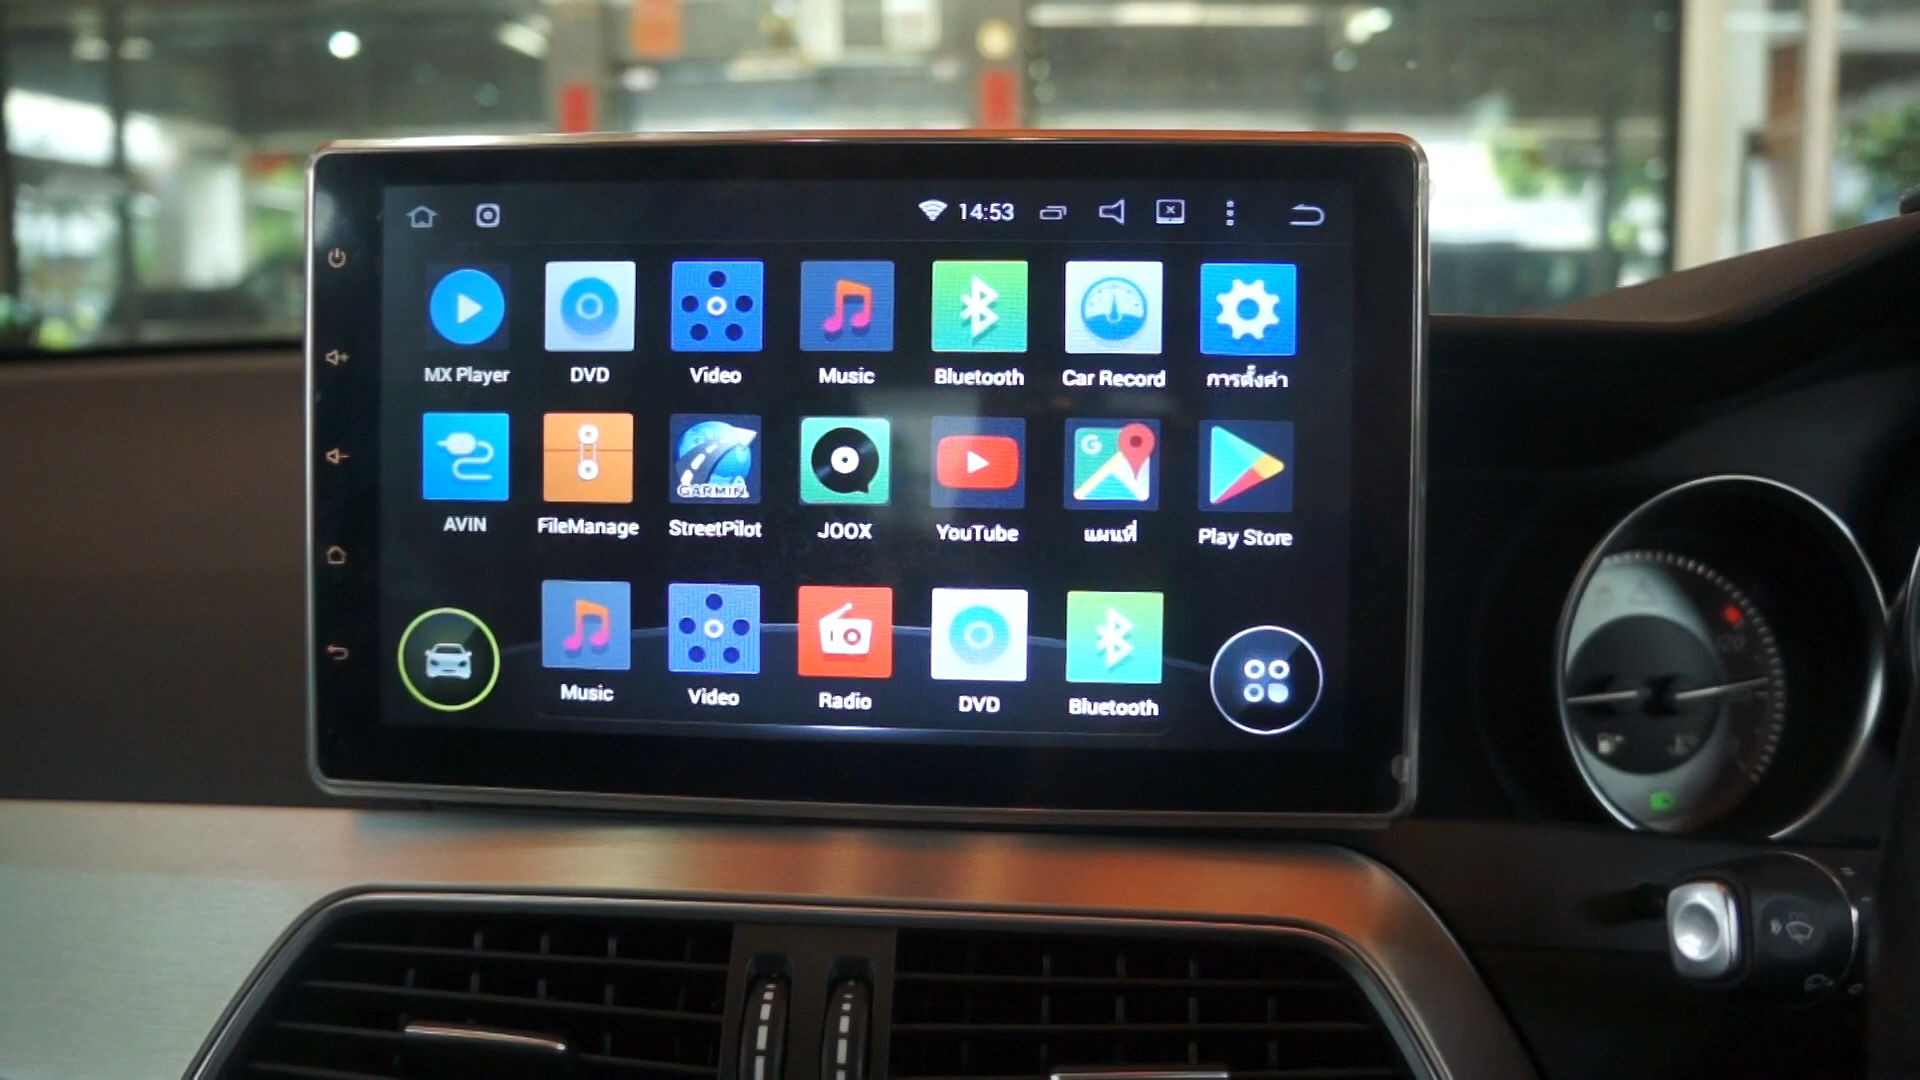 14:53
MX Player DVD Video Music Bluetooth Car Record การตั้งค่า
G
GARMIN
AVIN FileManage StreetPilot JOOX YouTube แผนที่ Play Store
Music Video Radio DVD Bluetooth